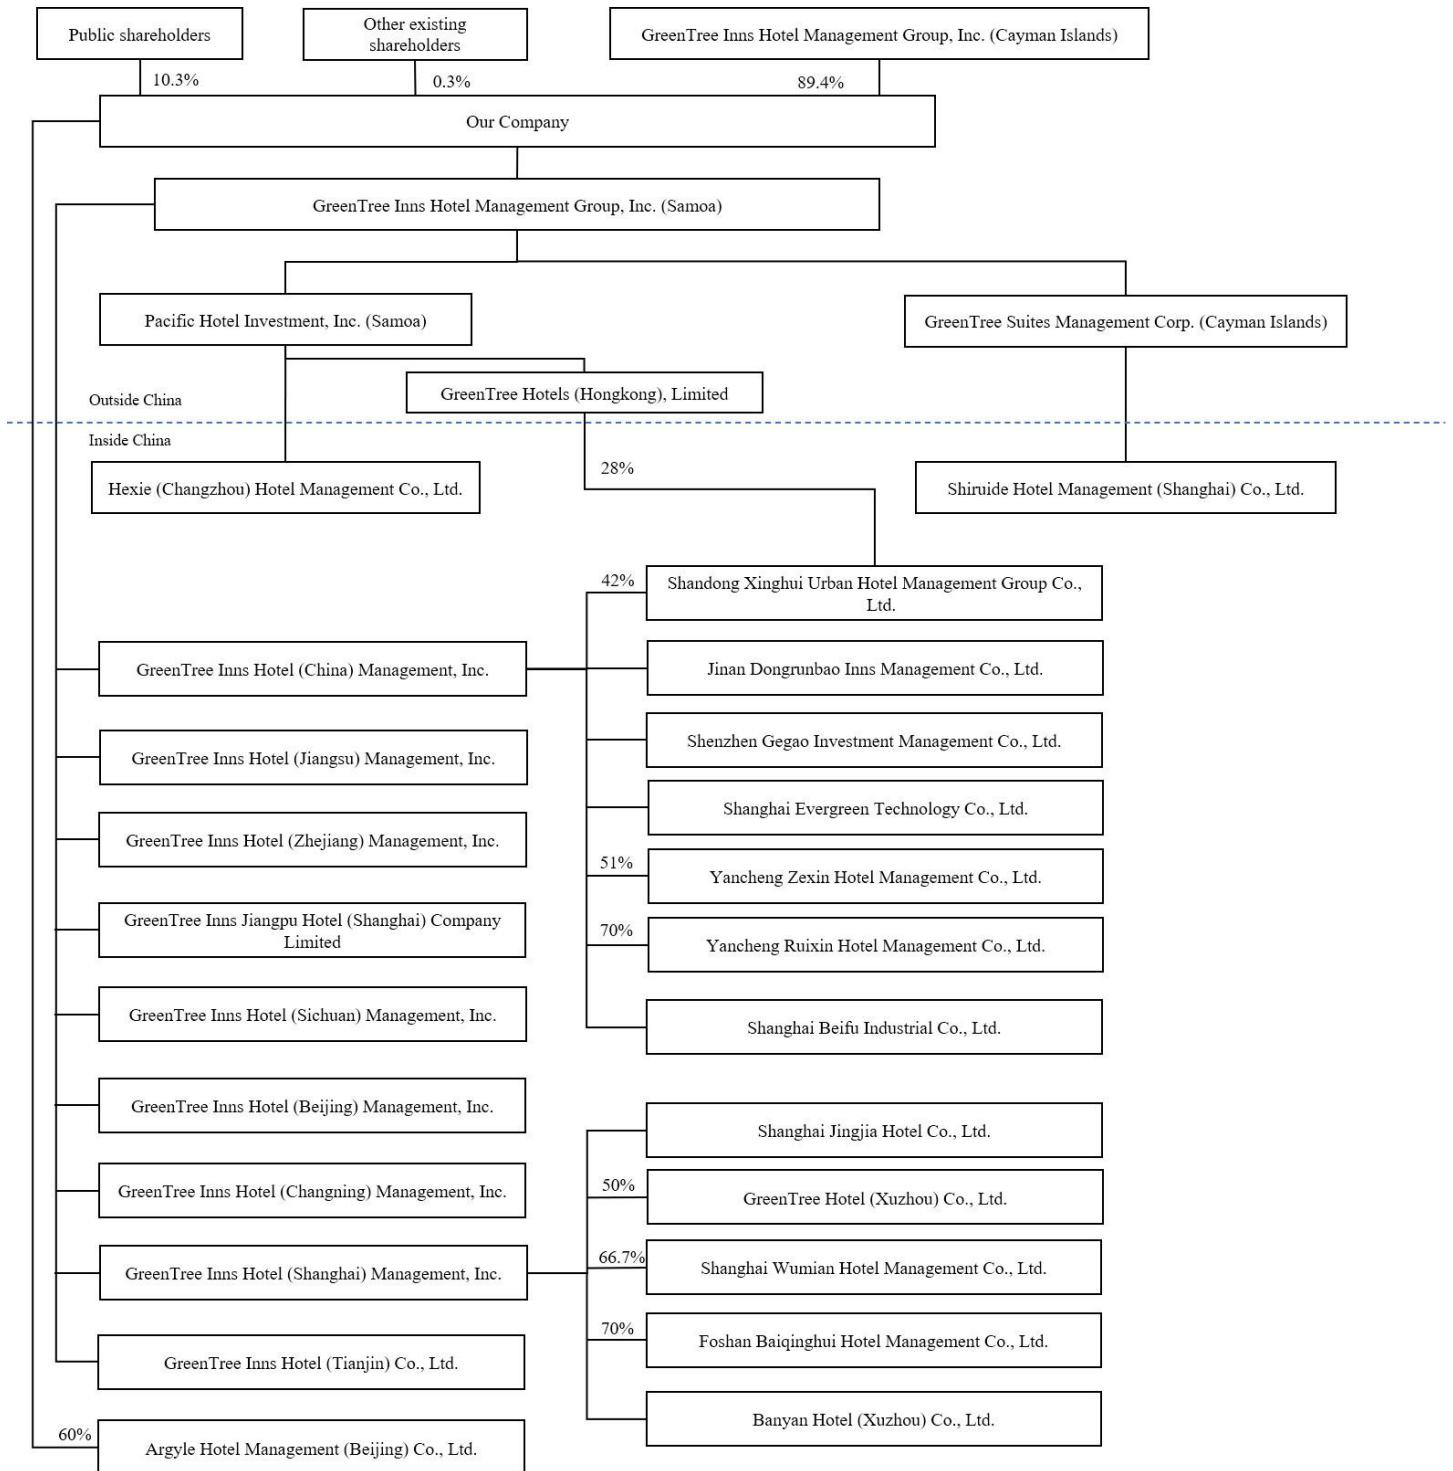 Public shareholders
Other existing
shareholders
GreenTree Inns Hotel Management Group, Inc. (Cayman Islands)
10.3%
0.3%
89.4%
Our Company
GreenTree Inns Hotel Management Group, Inc. (Samoa)
Pacific Hotel Investment, Inc. (Samoa)
GreenTree Suites Management Corp. (Cayman Islands)
GreenTree Hotels (Hongkong), Limited
Outside China
Inside China
Hexie (Changzhou) Hotel Management Co., Ltd.
28%
Shiruide Hotel Management (Shanghai) Co., Ltd.
42%
Shandong Xinghui Urban Hotel Management Group Co.,
Ltd.
GreenTree Inns Hotel (China) Management, Inc.
Jinan Dongrunbao Inns Management Co., Ltd.
Shenzhen Gegao Investment Management Co., Ltd.
GreenTree Inns Hotel (Jiangsu) Management, Inc.
Shanghai Evergreen Technology Co., Ltd.
GreenTree Inns Hotel (Zhejiang) Management, Inc.
51%
Yancheng Zexin Hotel Management Co., Ltd.
GreenTree Inns Jiangpu Hotel (Shanghai) Company
Limited
70%
Yancheng Ruixin Hotel Management Co., Ltd.
GreenTree Inns Hotel (Sichuan) Management, Inc.
Shanghai Beifu Industrial Co., Ltd.
GreenTree Inns Hotel (Beijing) Management, Inc.
Shanghai Jingjia Hotel Co., Ltd.
GreenTree Inns Hotel (Changning) Management, Inc.
50%
GreenTree Hotel (Xuzhou) Co., Ltd.
GreenTree Inns Hotel (Shanghai) Management, Inc.
66.7%
Shanghai Wumian Hotel Management Co., Ltd.
70%
Foshan Baiqinghui Hotel Management Co., Ltd.
GreenTree Inns Hotel (Tianjin) Co., Ltd.
Banyan Hotel (Xuzhou) Co., Ltd.
60%
Argyle Hotel Management (Beijing) Co., Ltd.